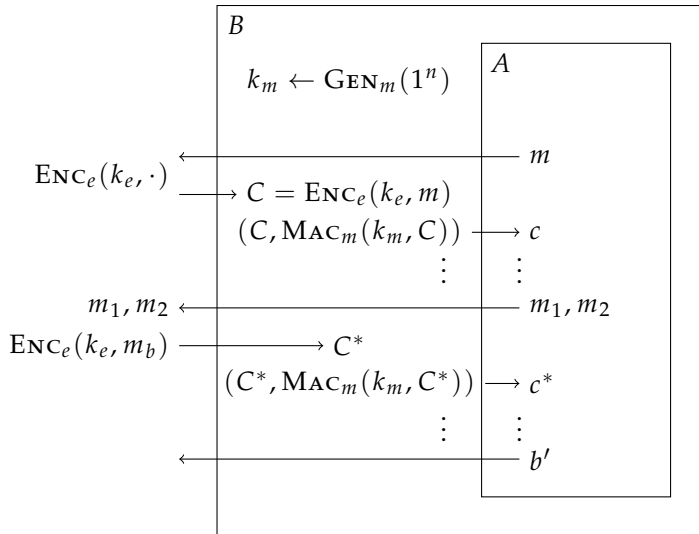 B
A
k_m ← GEN_m(1^n)
m
ENC_e(k_e, ·)
C = ENC_e(k_e, m)
(C, MAC_m(k_m, C)) c
⋮ ⋮
m_1, m_2 m_1, m_2
ENC_e(k_e, m_b) C*
(C*, MAC_m(k_m, C*)) c*
⋮ ⋮
b′